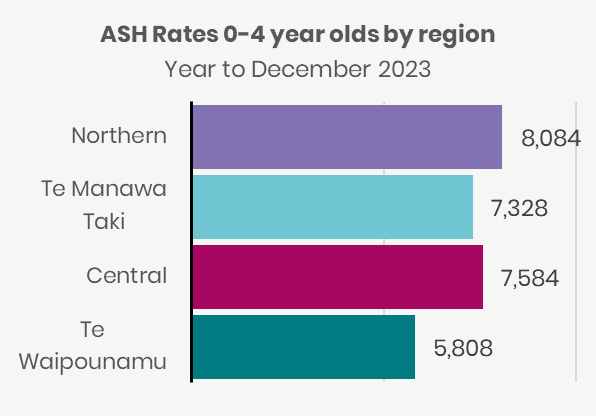 ASH Rates 0-4 year olds by region
Year to December 2023
Northern
8,084
Te Manawa
Taki
7,328
Central
7,584
Te
Waipounamu
5,808